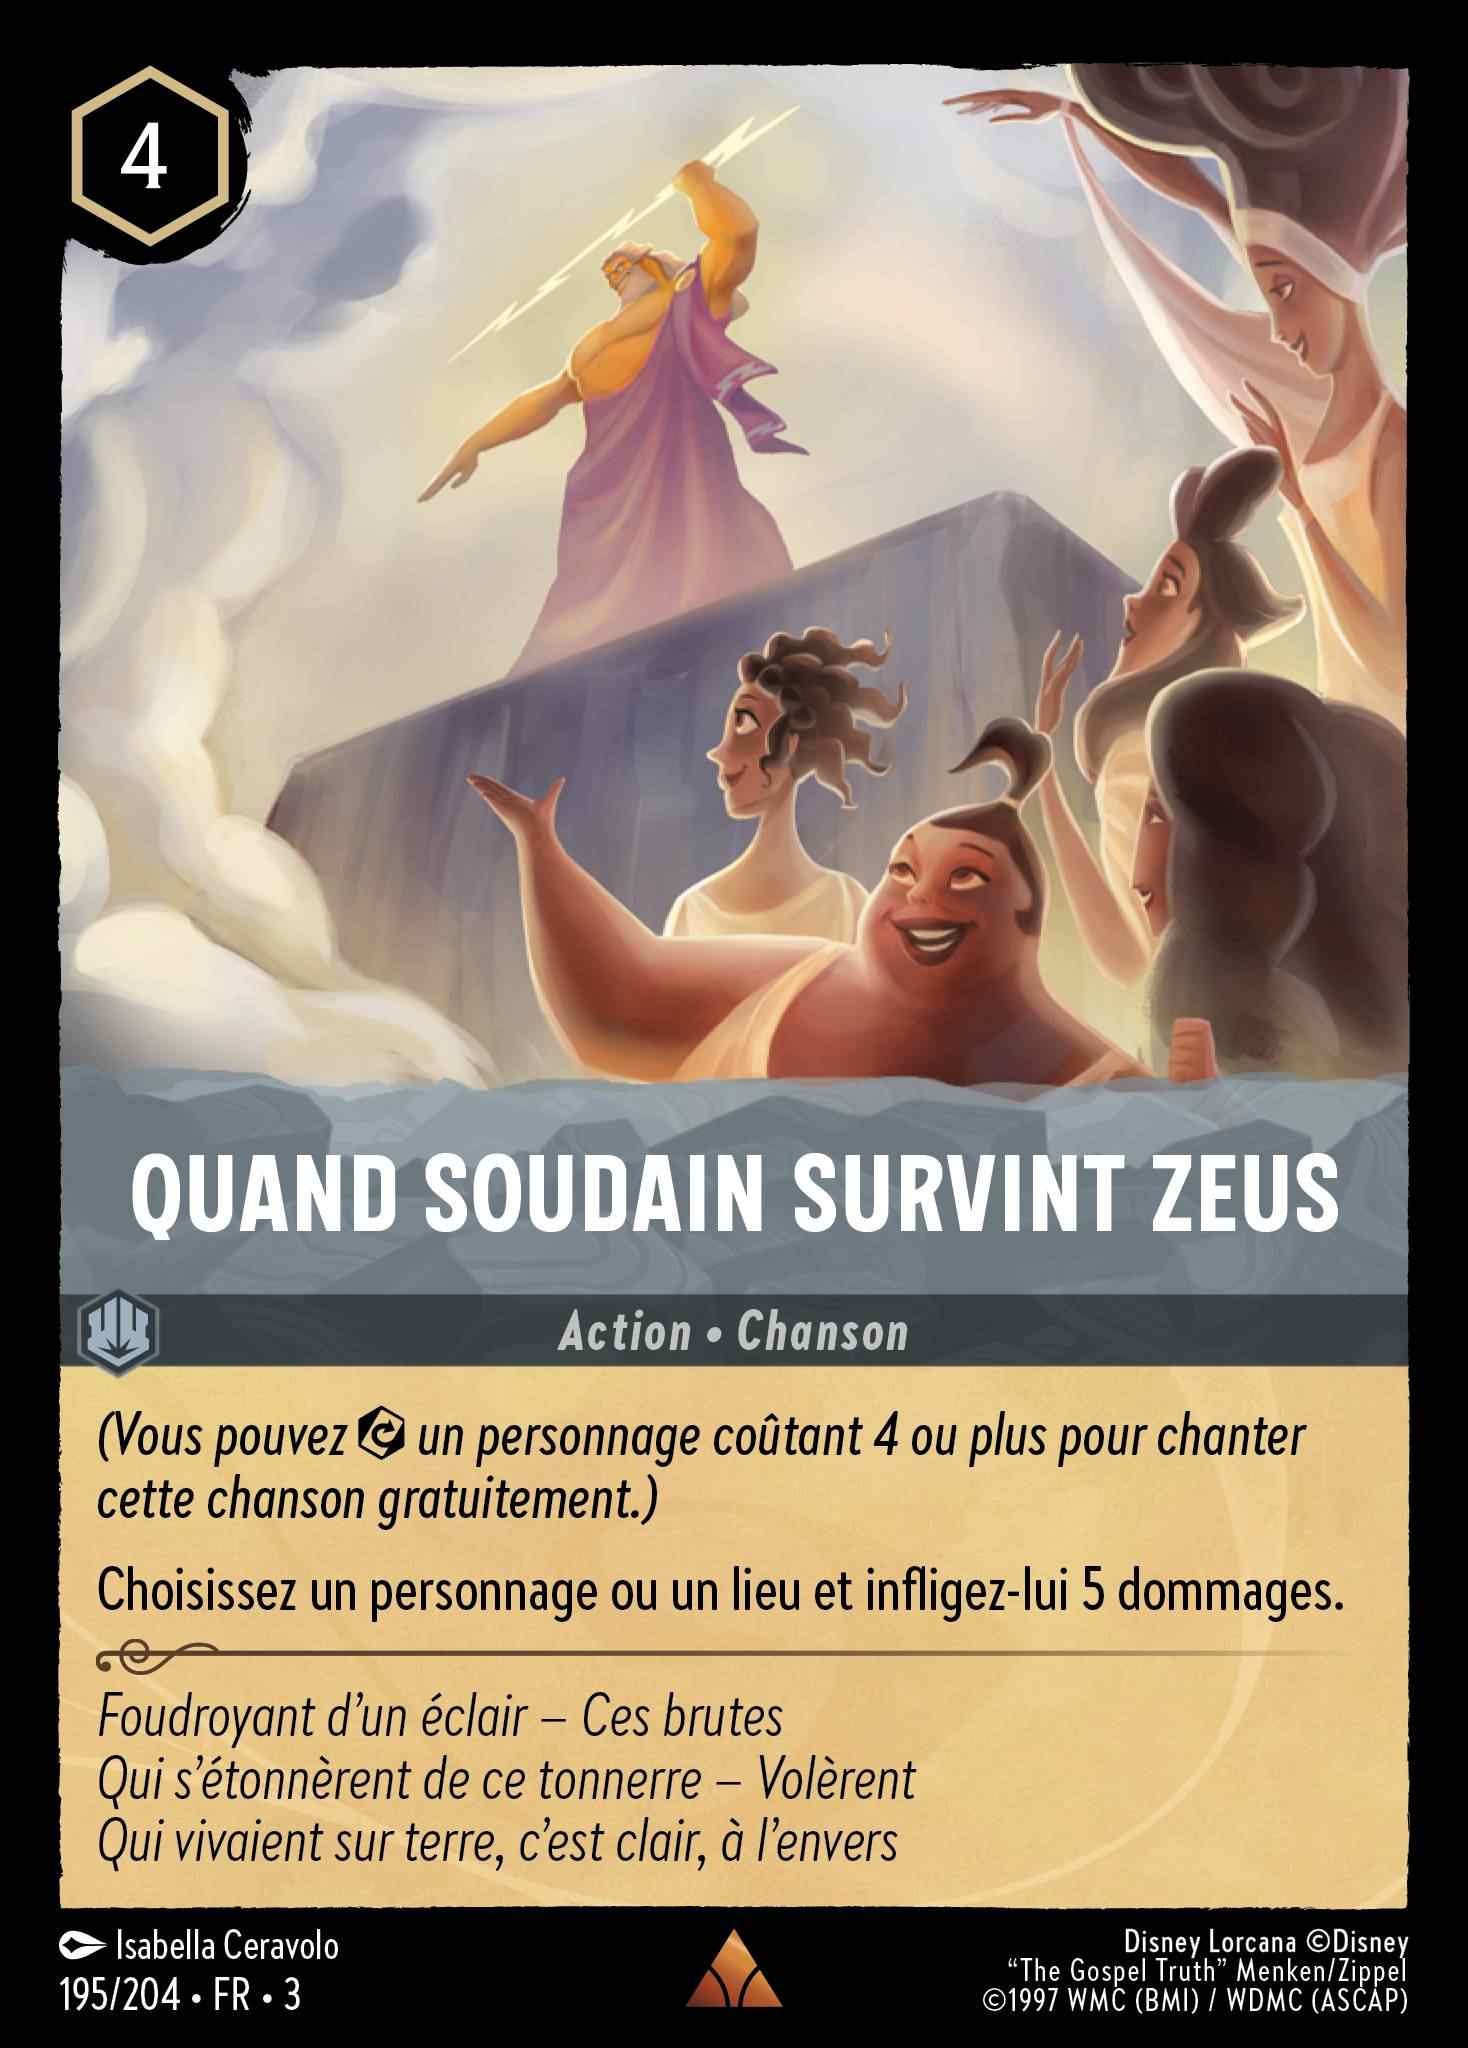 4
QUAND SOUDAIN SURVINT ZEUS
Action • Chanson
(Vous pouvez un personnage coûtant 4 ou plus pour chanter
cette chanson gratuitement.)
Choisissez un personnage ou un lieu et infligez-lui 5 dommages.
Foudroyant d’un éclair – Ces brutes
Qui s’étonnèrent de ce tonnerre – Volèrent
Qui vivaient sur terre, c’est clair, à l’envers
Isabella Ceravolo
195/204 • FR • 3
Disney Lorcana ©Disney
“The Gospel Truth” Menken/Zippel
©1997 WMC (BMI) / WDMC (ASCAP)